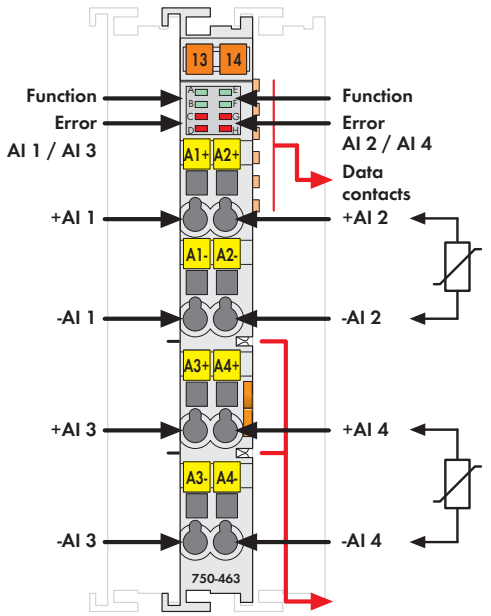 13 14
A E
Function B F Function
Error C G Error
AI 1 / AI 3 D H AI 2 / AI 4
A1+ A2+ Data
contacts
+AI 1 +AI 2
A1- A2-
-AI 1 -AI 2
A3+ A4+
+AI 3 +AI 4
A3- A4-
-AI 3 -AI 4
750-463